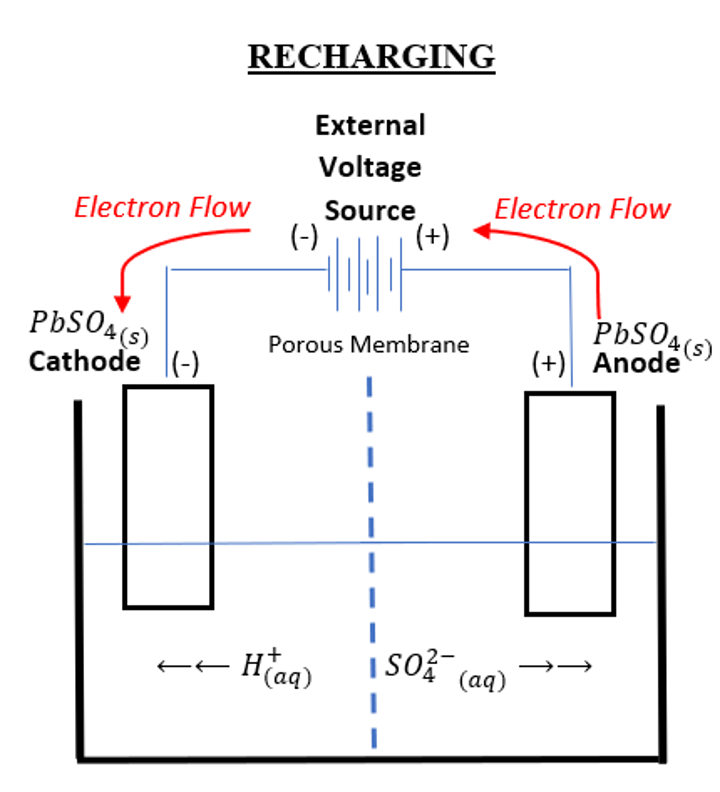 RECHARGING
External
Voltage
Source
Electron Flow
Electron Flow
(-)
(+)
PbSO₄₍ₛ₎
Cathode
(-)
Porous Membrane
PbSO₄₍ₛ₎
(+)
Anode
←← H⁺(aq)
SO₄²⁻(aq) →→